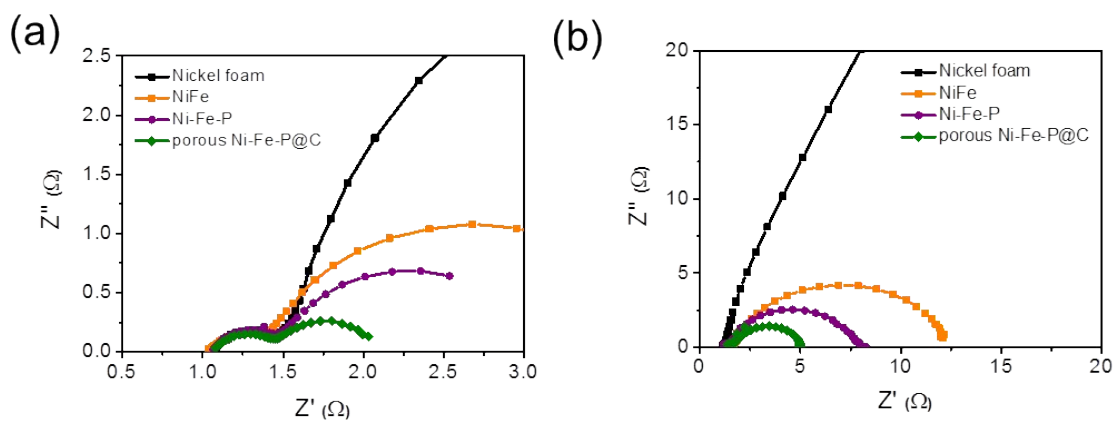 (a)
2.5
2.0
1.5
1.0
0.5
0.0
Z'' (Ω)
Nickel foam
NiFe
Ni-Fe-P
porous Ni-Fe-P@C
0.5 1.0 1.5 2.0 2.5 3.0
Z' (Ω)
(b)
20
15
10
5
0
Z'' (Ω)
Nickel foam
NiFe
Ni-Fe-P
porous Ni-Fe-P@C
0 5 10 15 20
Z' (Ω)